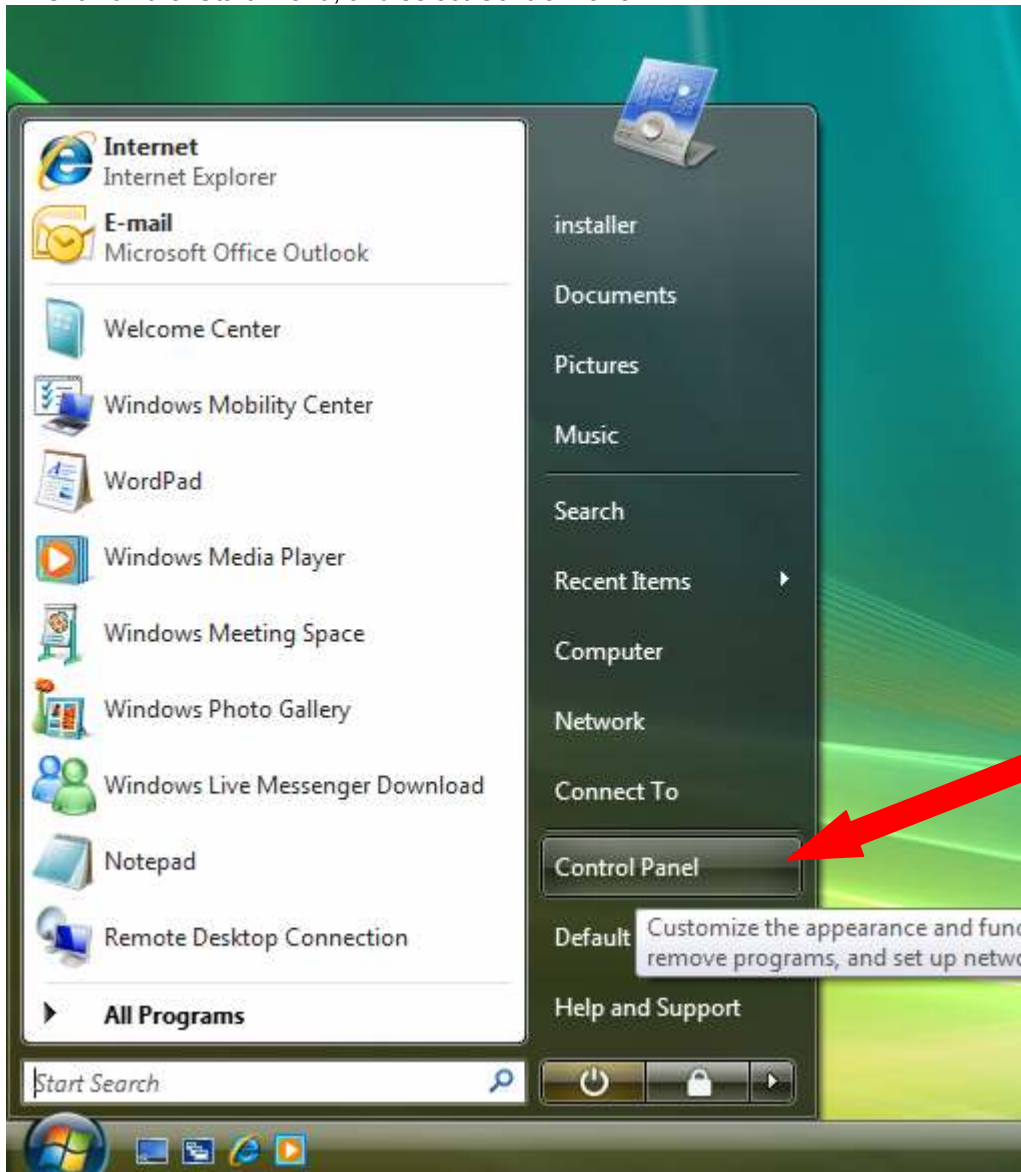 Internet
Internet Explorer
E-mail
Microsoft Office Outlook
Welcome Center
Windows Mobility Center
WordPad
Windows Media Player
Windows Meeting Space
Windows Photo Gallery
Windows Live Messenger Download
Notepad
Remote Desktop Connection
All Programs
Start Search
installer
Documents
Pictures
Music
Search
Recent Items
Computer
Network
Connect To
Control Panel
Default
Customize the appearance and func
remove programs, and set up netwo
Help and Support